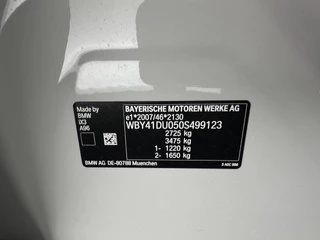 Made by
BMW
iX3
A96
BAYERISCHE MOTOREN WERKE AG
e1*2007/46*2130
WBY41DU050S499123
2725 kg
3475 kg
1- 1220 kg
2- 1650 kg
BMW AG DE-80788 Muenchen